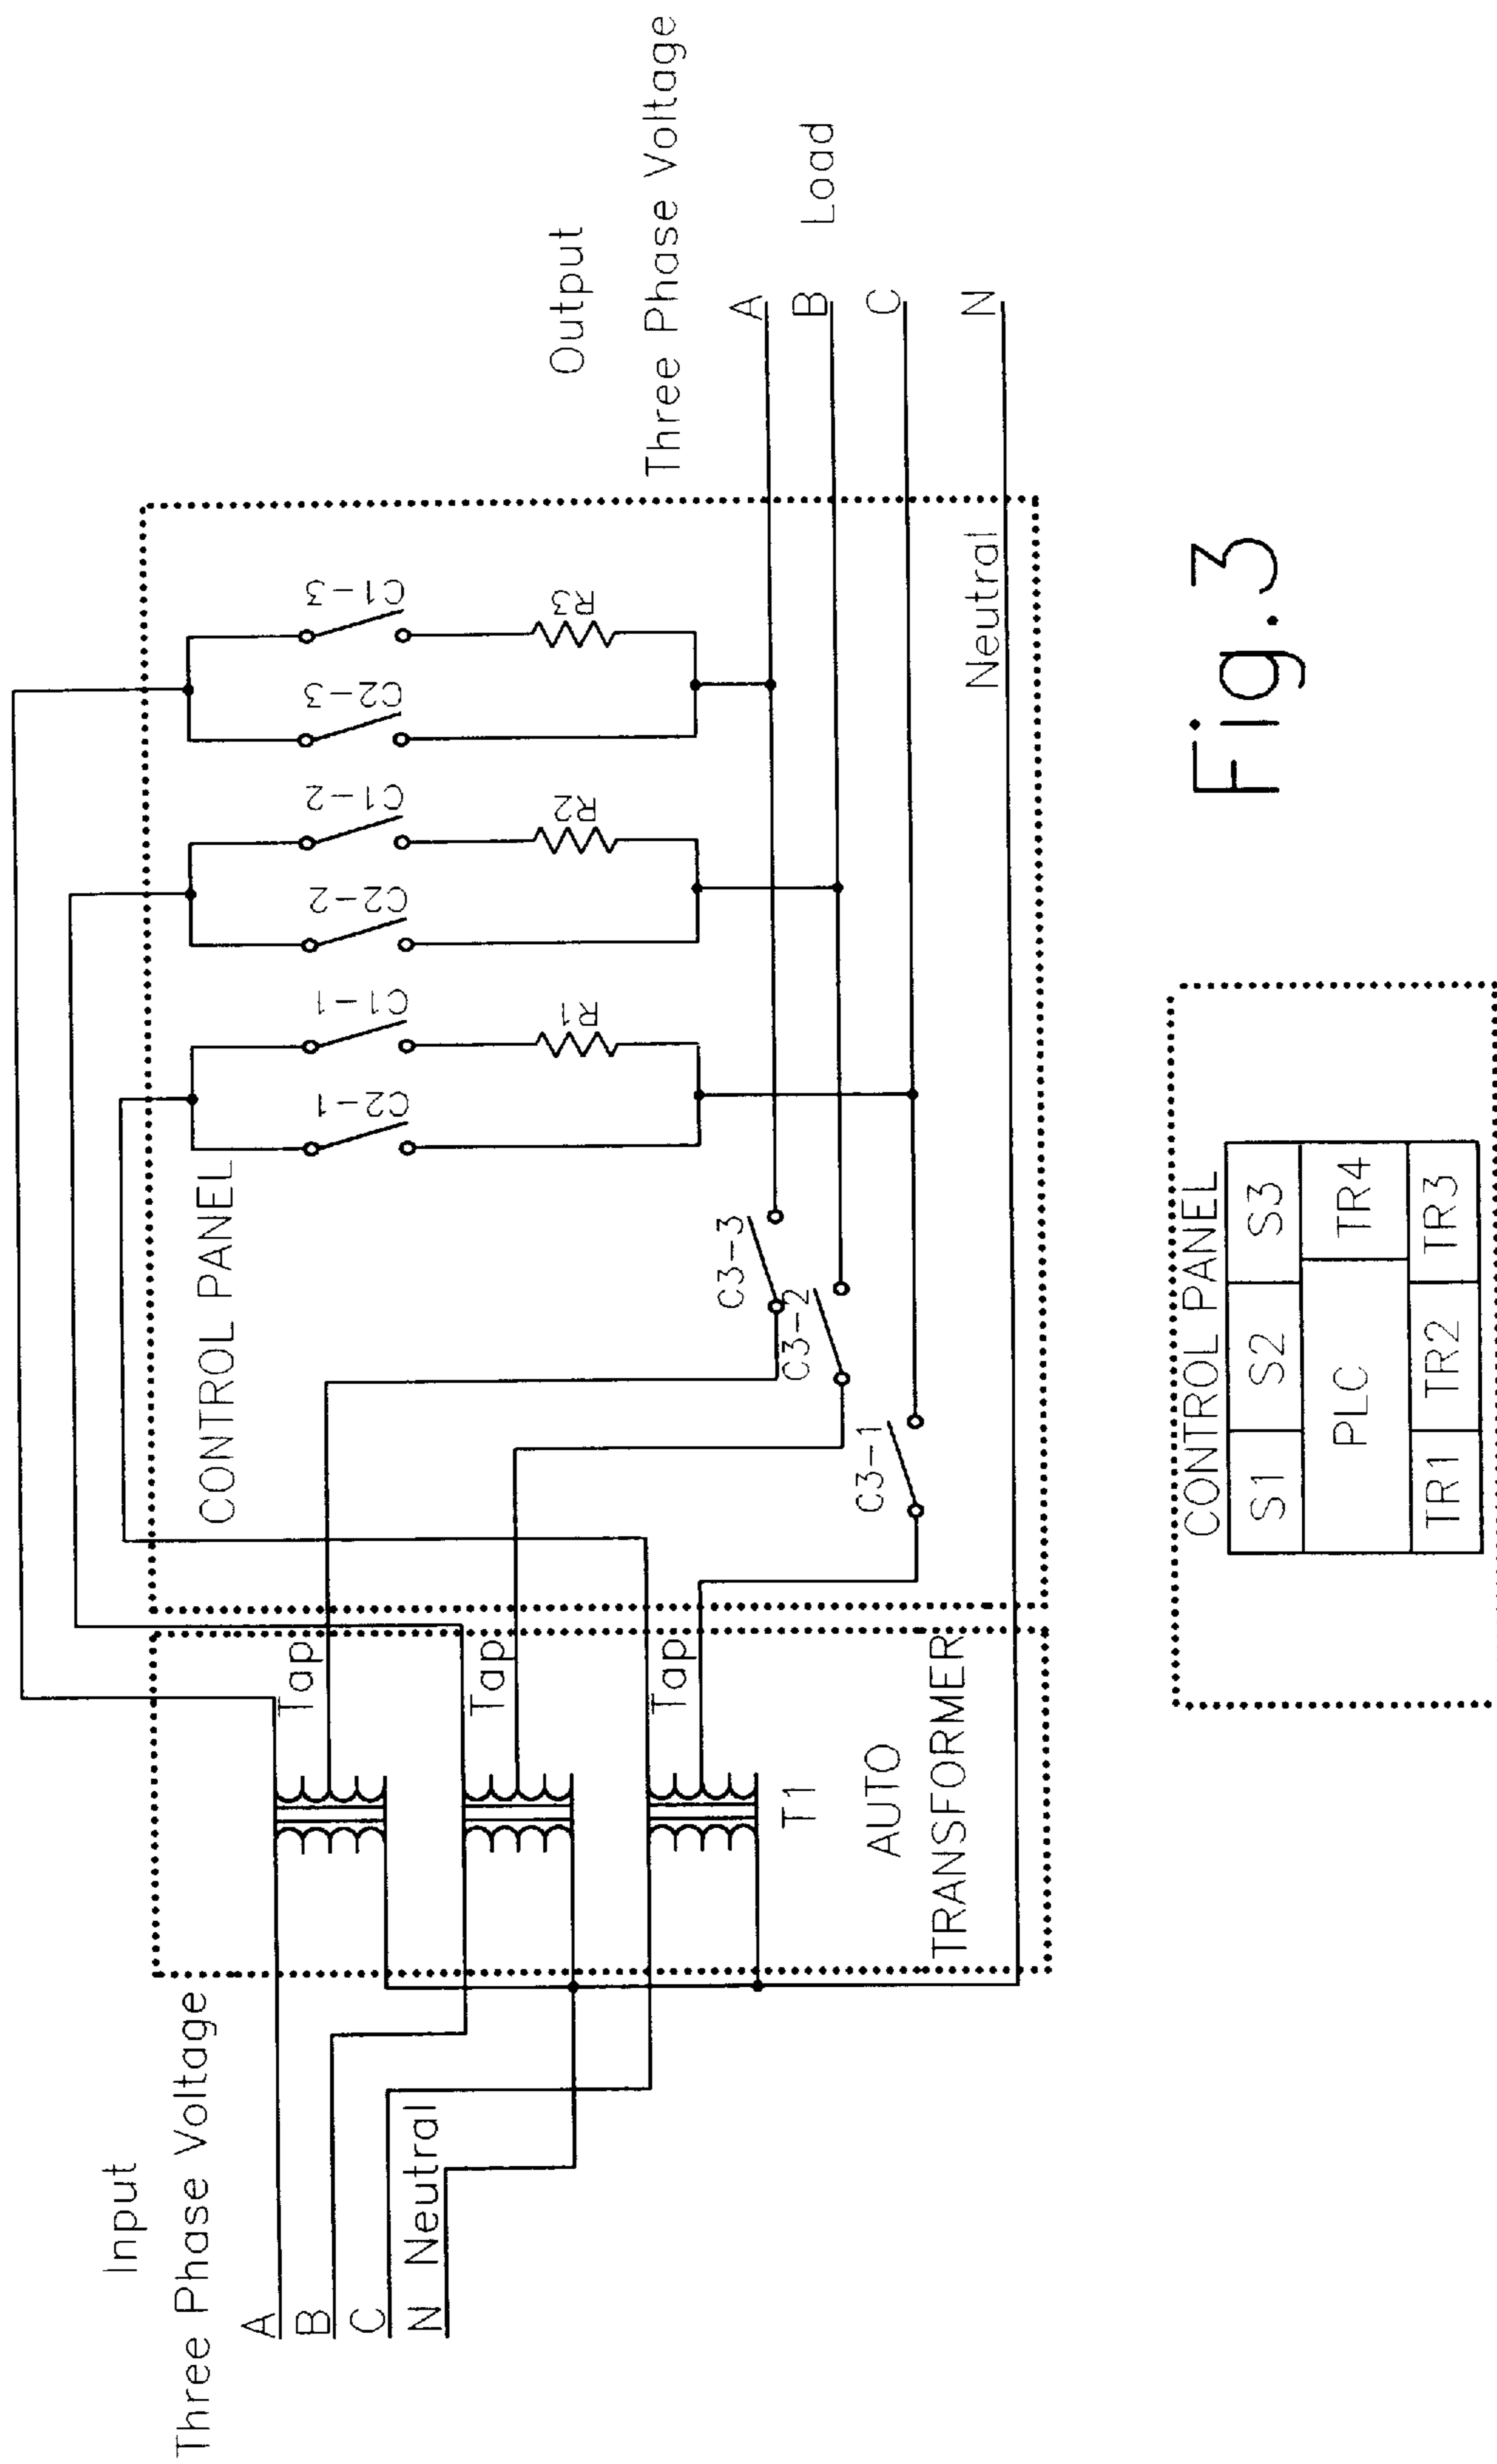 Input
Three Phase Voltage
A
B
C
N Neutral
Tap
Tap
Tap
T1
AUTO
TRANSFORMER
CONTROL PANEL
C2-1
C1-1
R1
C2-2
C1-2
R2
C2-3
C1-3
R3
C3-3
C3-2
C3-1
Neutral
Output
Three Phase Voltage
A
B Load
C
N
CONTROL PANEL
S1 S2 S3
PLC TR4
TR1 TR2 TR3
Fig.3